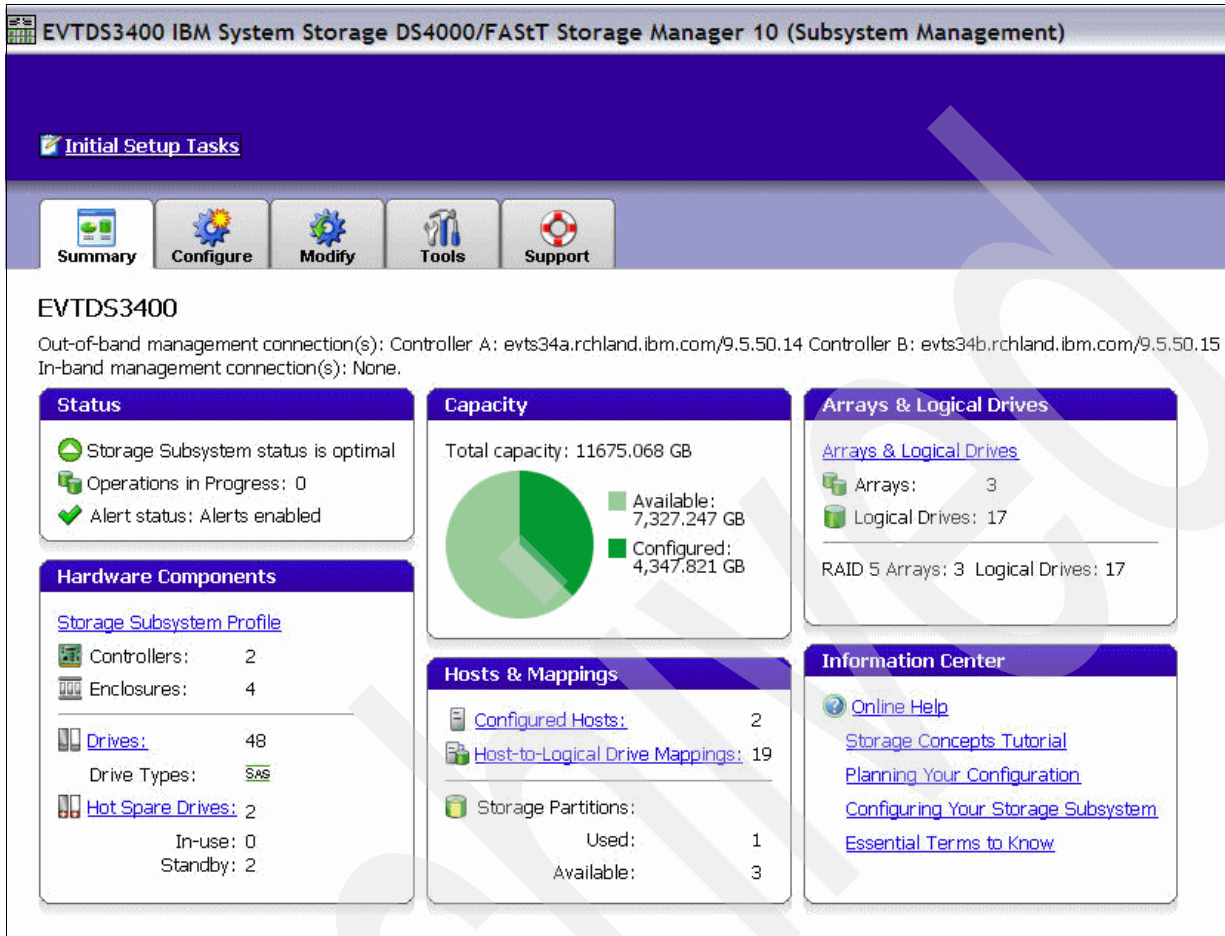 EVTDS3400 IBM System Storage DS4000/FAStT Storage Manager 10 (Subsystem Management)
Initial Setup Tasks
Summary
Configure
Modify
Tools
Support
EVTDS3400
Out-of-band management connection(s): Controller A: evts34a.rchland.ibm.com/9.5.50.14 Controller B: evts34b.rchland.ibm.com/9.5.50.15
In-band management connection(s): None.
Status
Storage Subsystem status is optimal
Operations in Progress: 0
Alert status: Alerts enabled
Hardware Components
Storage Subsystem Profile
Controllers: 2
Enclosures: 4
Drives: 48
Drive Types: SAS
Hot Spare Drives: 2
In-use: 0
Standby: 2
Capacity
Total capacity: 11675.068 GB
Available:
7,327.247 GB
Configured:
4,347.821 GB
Hosts & Mappings
Configured Hosts: 2
Host-to-Logical Drive Mappings: 19
Storage Partitions:
Used: 1
Available: 3
Arrays & Logical Drives
Arrays & Logical Drives
Arrays: 3
Logical Drives: 17
RAID 5 Arrays: 3 Logical Drives: 17
Information Center
Online Help
Storage Concepts Tutorial
Planning Your Configuration
Configuring Your Storage Subsystem
Essential Terms to Know